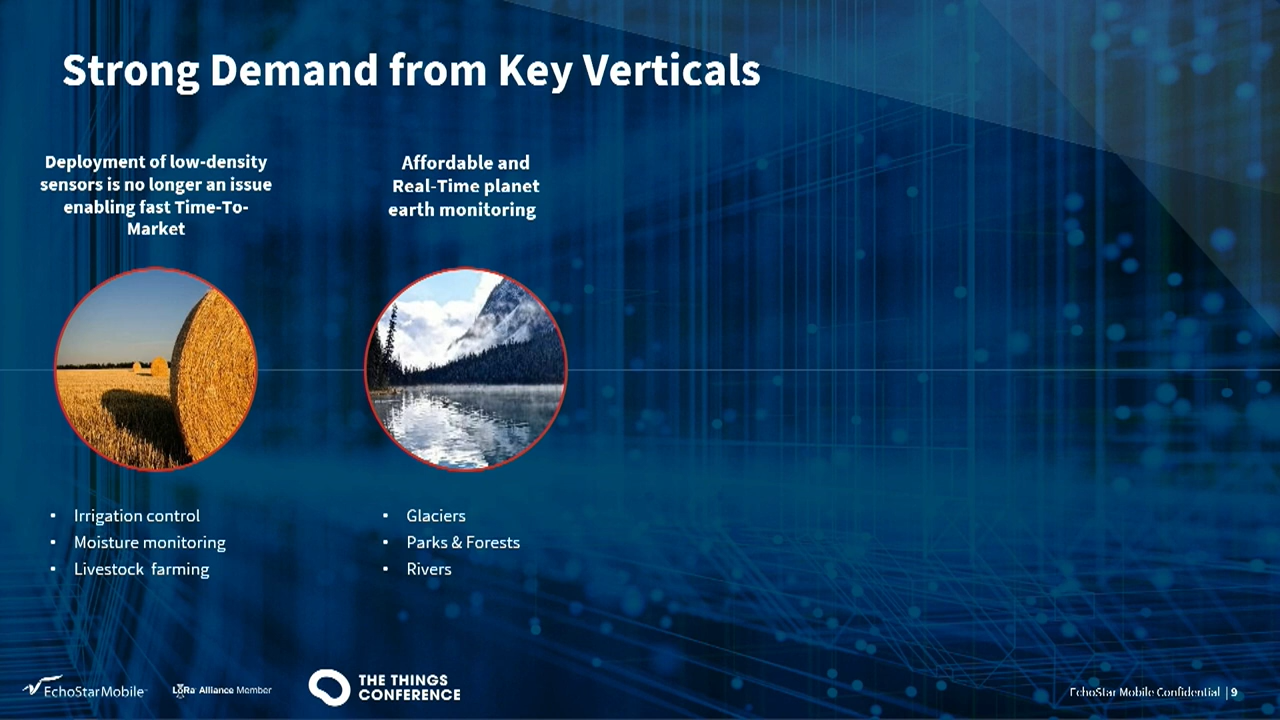 Strong Demand from Key Verticals
Deployment of low-density
sensors is no longer an issue
enabling fast Time-To-
Market
Affordable and
Real-Time planet
earth monitoring
• Irrigation control
• Moisture monitoring
• Livestock farming
• Glaciers
• Parks & Forests
• Rivers
EchoStar Mobile
LoRa Alliance Member
THE THINGS
CONFERENCE
EchoStar Mobile Confidential | 9